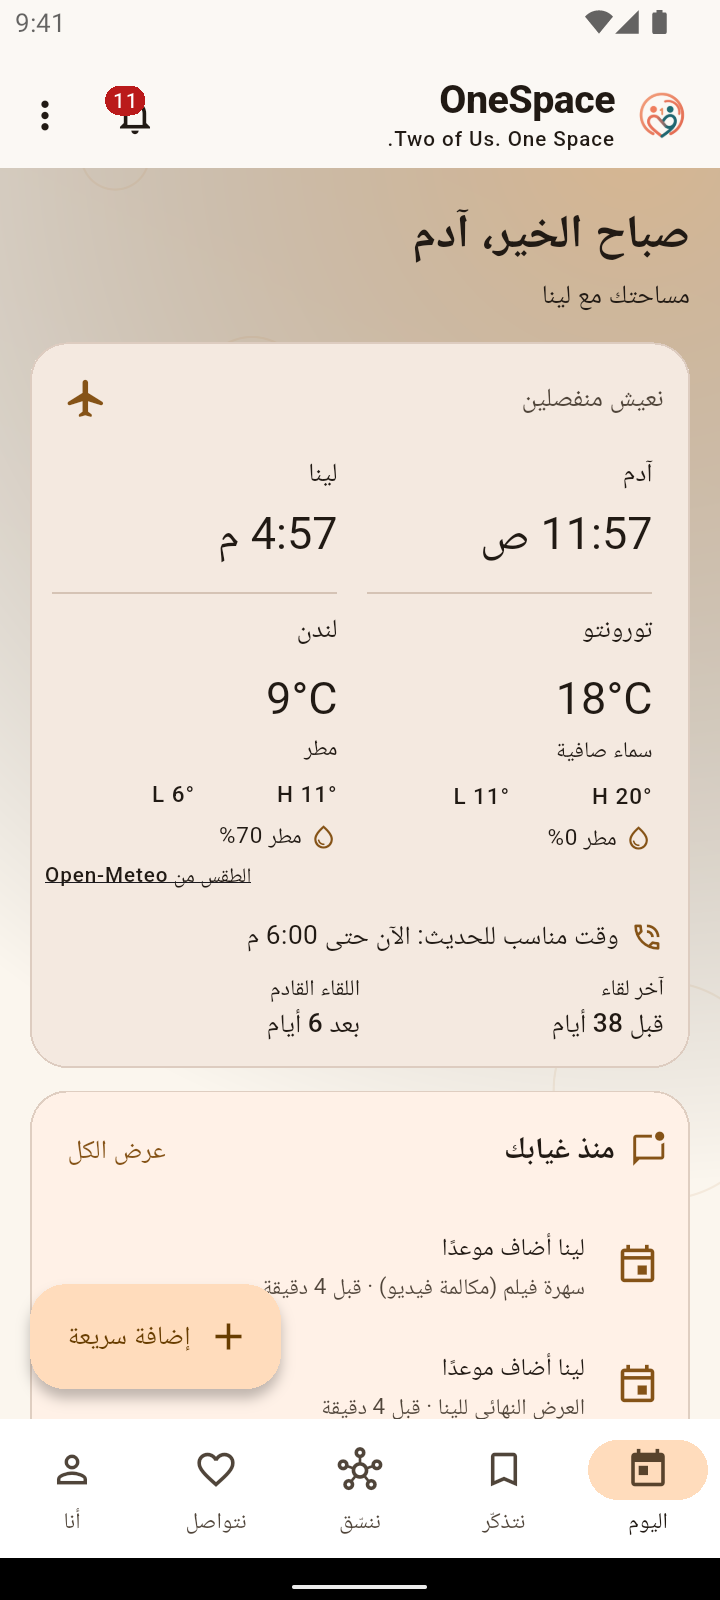 9:41
OneSpace
Two of Us. One Space.
11
صباح الخير، آدم
مساحتك مع لينا
نعيش منفصلين
آدم
11:57 ص
لينا
4:57 م
تورونتو
18°C
سماء صافية
H 20° L 11°
مطر 0%
لندن
9°C
مطر
H 11° L 6°
مطر 70%
الطقس من Open-Meteo
وقت مناسب للحديث: الآن حتى 6:00 م
آخر لقاء
قبل 38 أيام
اللقاء القادم
بعد 6 أيام
منذ غيابك
عرض الكل
لينا أضاف موعدًا
سهرة فيلم (مكالمة فيديو) · قبل 4 دقيقة
لينا أضاف موعدًا
العرض النهائي للينا · قبل 4 دقيقة
إضافة سريعة
اليوم
نتذكّر
ننسّق
نتواصل
أنا